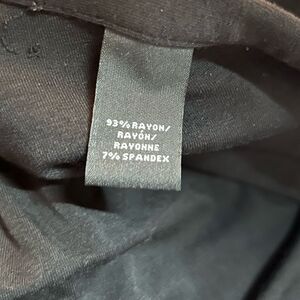 93% RAYON/
RAYÓN/
RAYONNE
7% SPANDEX